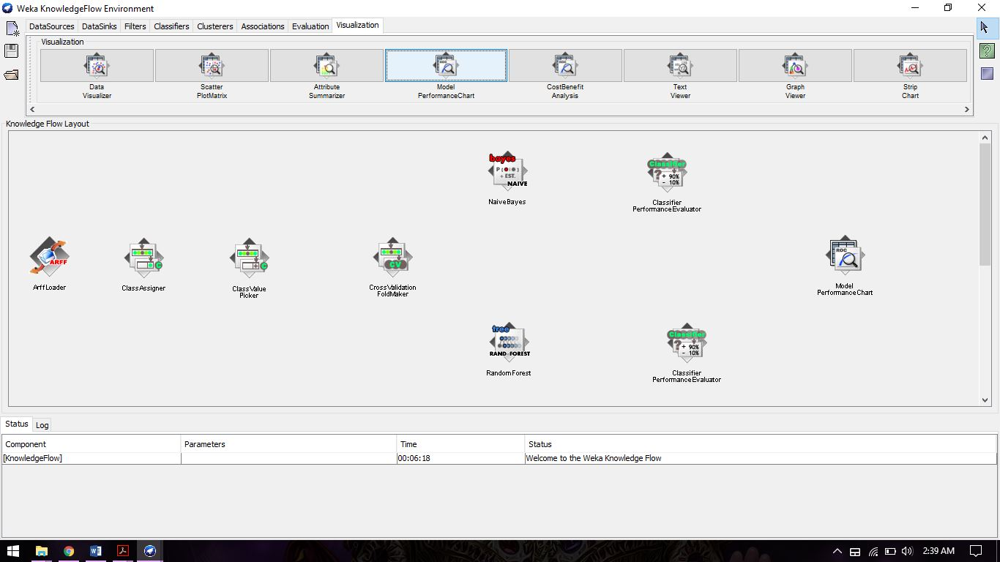 Weka KnowledgeFlow Environment
DataSources DataSinks Filters Classifiers Clusterers Associations Evaluation Visualization
Visualization
ROC ROC
Data Visualizer
Scatter PlotMatrix
Attribute Summarizer
Model PerformanceChart
CostBenefit Analysis
Text Viewer
Graph Viewer
Strip Chart
Knowledge Flow Layout
bayes
P ( | )
+ EST.
NAIVE
NaiveBayes
Classifier
? + 90%
- 10%
Classifier
PerformanceEvaluator
ARFF
ArffLoader
C
ClassAssigner
+ C
ClassValue
Picker
CV
CrossValidation
FoldMaker
ROC
Model
PerformanceChart
tree
RAND FOREST
RandomForest
Classifier
? + 90%
- 10%
Classifier
PerformanceEvaluator
Status Log
Component Parameters Time Status
[KnowledgeFlow] 00:06:18 Welcome to the Weka Knowledge Flow
2:39 AM